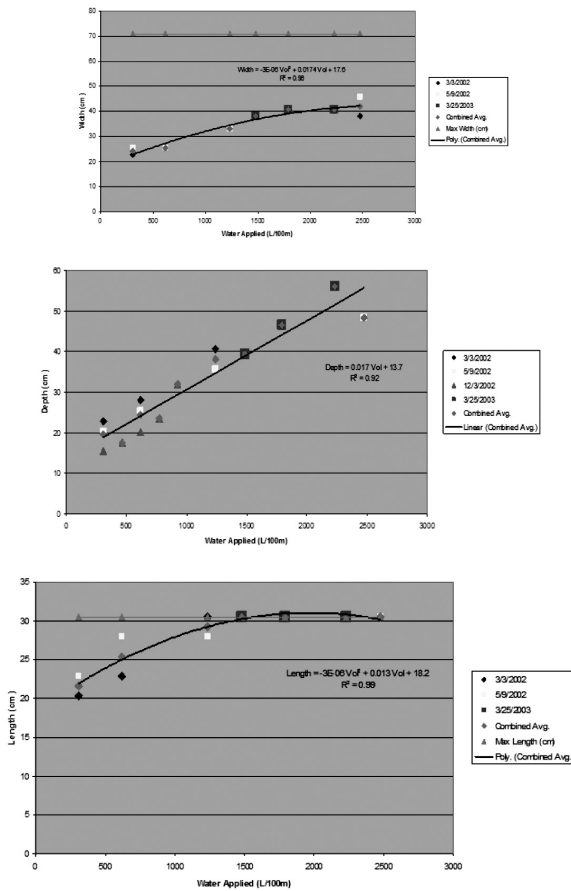 80
70
60
50
40
30
20
10
0
Width (cm)
Width = -3E-06 Vol² + 0.0174 Vol + 17.6
R² = 0.98
0 500 1000 1500 2000 2500 3000
Water Applied (L/100m)
3/3/2002
5/9/2002
3/25/2003
Combined Avg.
Max Width (cm)
Poly. (Combined Avg.)
60
50
40
30
20
10
0
Depth (cm)
Depth = 0.017 Vol + 13.7
R² = 0.92
0 500 1000 1500 2000 2500 3000
Water Applied (L/100m)
3/3/2002
5/9/2002
12/3/2002
3/25/2003
Combined Avg.
Linear (Combined Avg.)
35
30
25
20
15
10
5
0
Length (cm)
Length = -3E-06 Vol² + 0.013 Vol + 18.2
R² = 0.99
0 500 1000 1500 2000 2500 3000
Water Applied (L/100m)
3/3/2002
5/9/2002
3/25/2003
Combined Avg.
Max Length (cm)
Poly. (Combined Avg.)